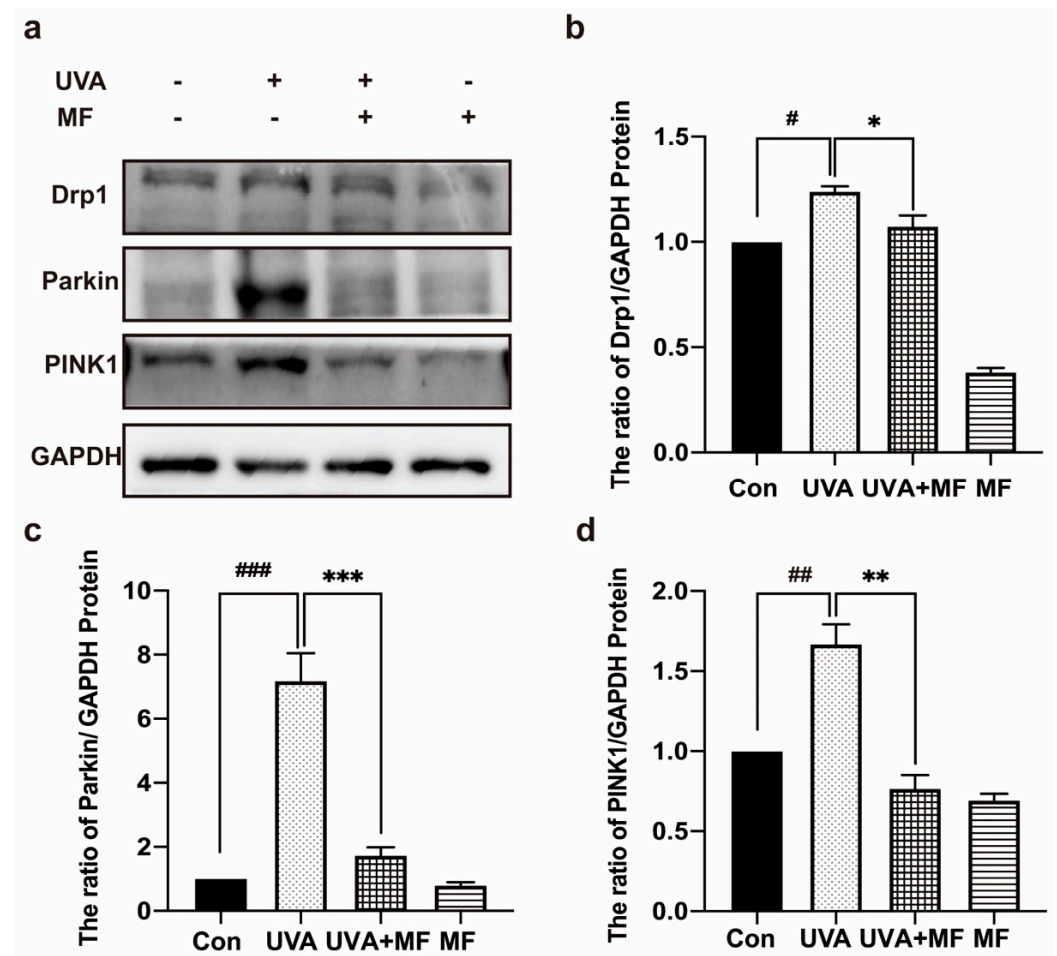 a
UVA - + + -
MF - - + +
Drp1
Parkin
PINK1
GAPDH
b
The ratio of Drp1/GAPDH Protein
1.5
1.0
0.5
0.0
# *
Con UVA UVA+MF MF
c
The ratio of Parkin/ GAPDH Protein
10
8
6
4
2
0
### ***
Con UVA UVA+MF MF
d
The ratio of PINK1/GAPDH Protein
2.0
1.5
1.0
0.5
0.0
## **
Con UVA UVA+MF MF